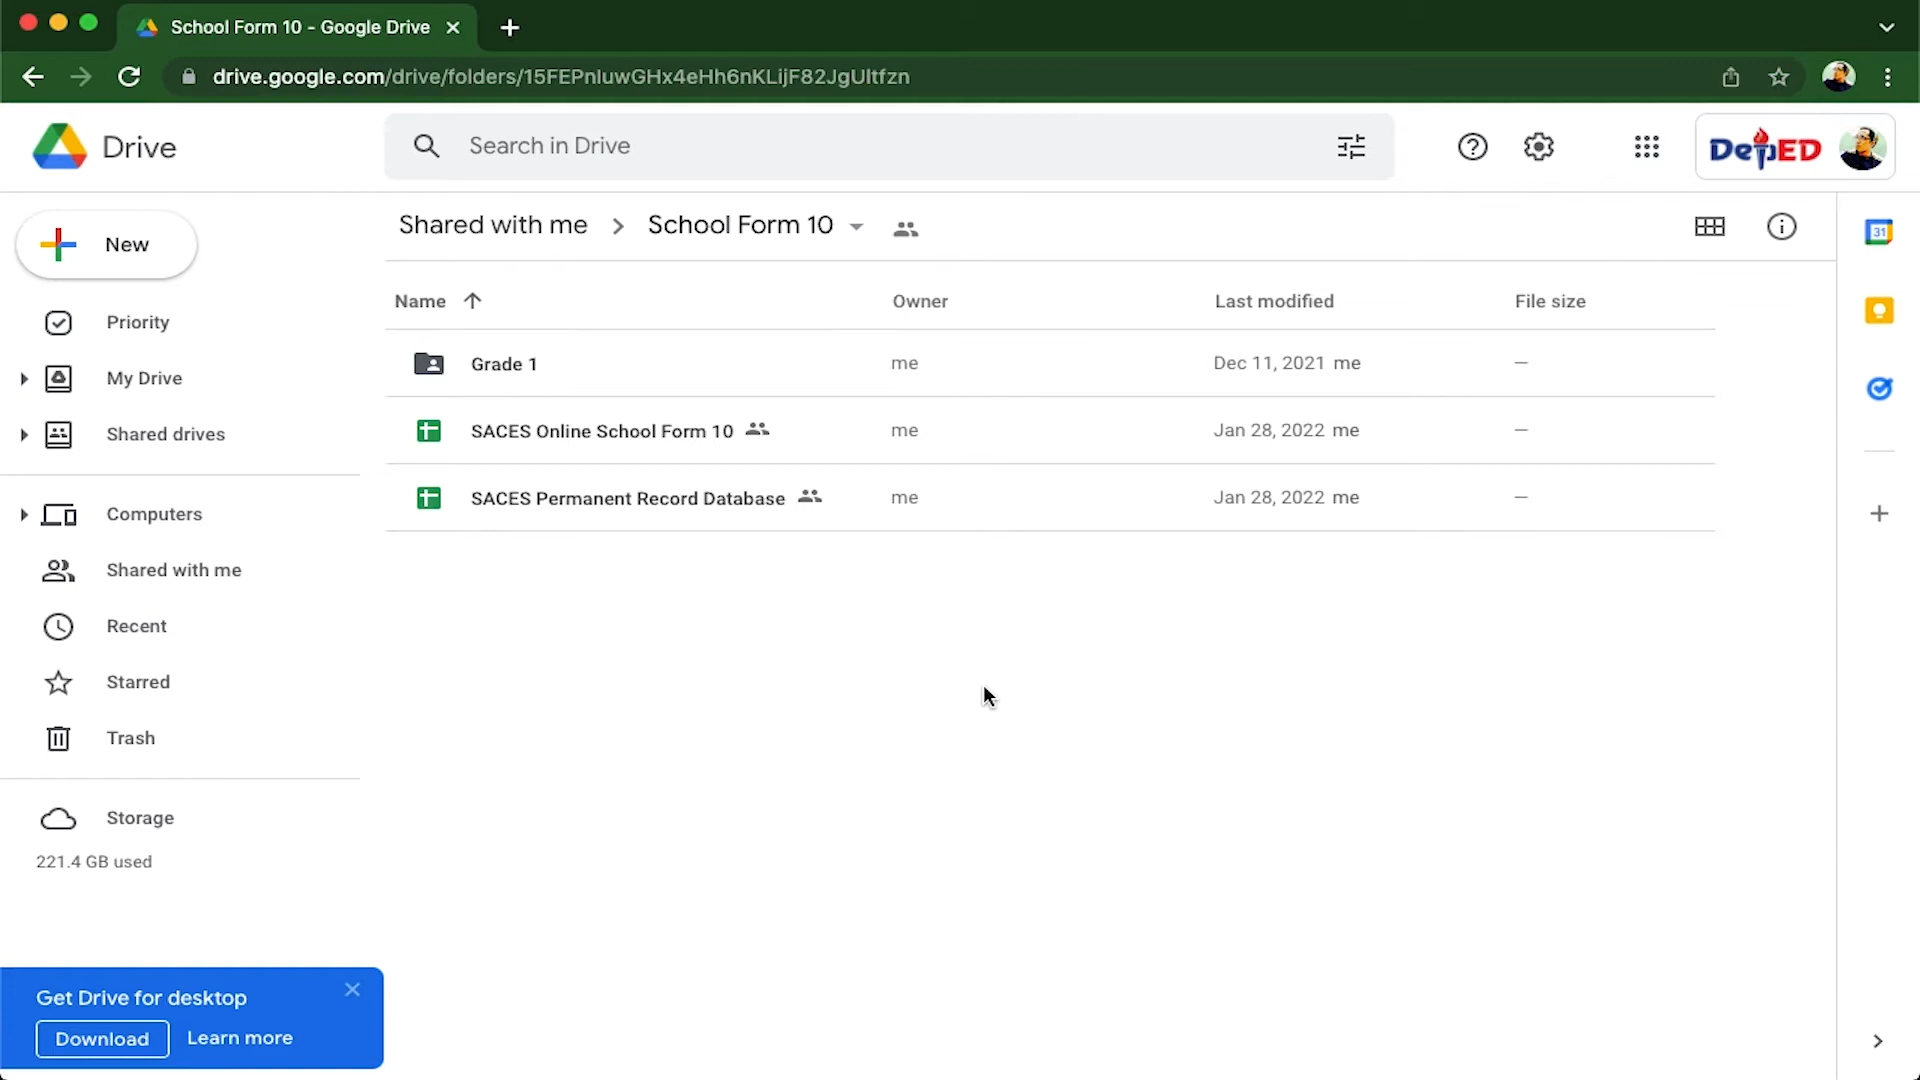 School Form 10 - Google Drive
drive.google.com/drive/folders/15FEPnIuwGHx4eHh6nKLijF82JgUltfzn
Drive
Search in Drive
DepED
New
Shared with me > School Form 10
Name Owner Last modified File size
Priority
Grade 1 me Dec 11, 2021 me —
My Drive
SACES Online School Form 10 me Jan 28, 2022 me —
Shared drives
SACES Permanent Record Database me Jan 28, 2022 me —
Computers
Shared with me
Recent
Starred
Trash
Storage
221.4 GB used
Get Drive for desktop
Download Learn more
31